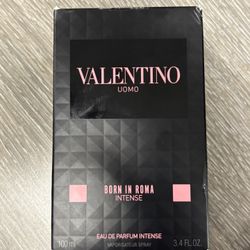 VALENTINO
UOMO
BORN IN ROMA
INTENSE
EAU DE PARFUM INTENSE
100 ml VAPORISATEUR SPRAY 3.4 FL.OZ.